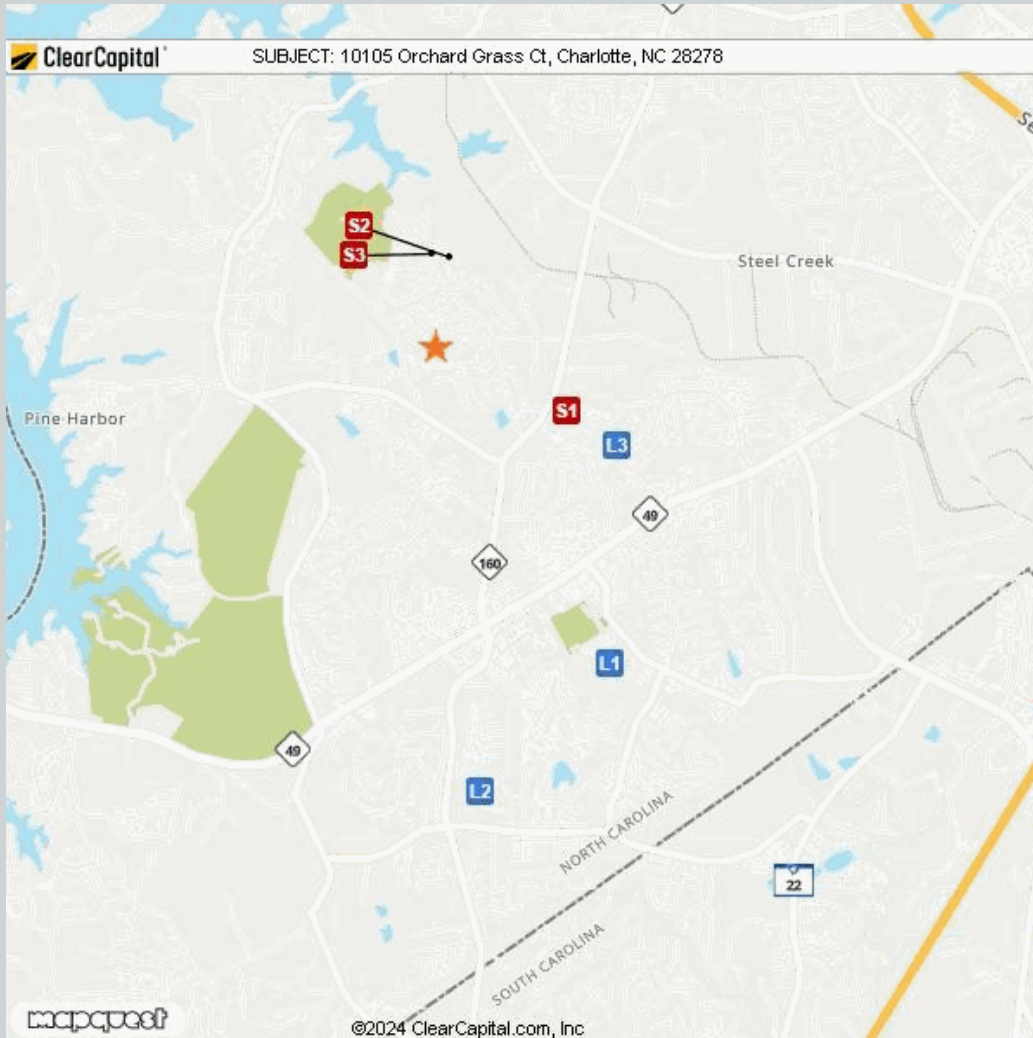 ClearCapital SUBJECT: 10105 Orchard Grass Ct, Charlotte, NC 28278
S2
S3
Steel Creek
Pine Harbor
S1
L3
49
160
L1
49
L2
NORTH CAROLINA
22
SOUTH CAROLINA
mapquest
©2024 ClearCapital.com, Inc